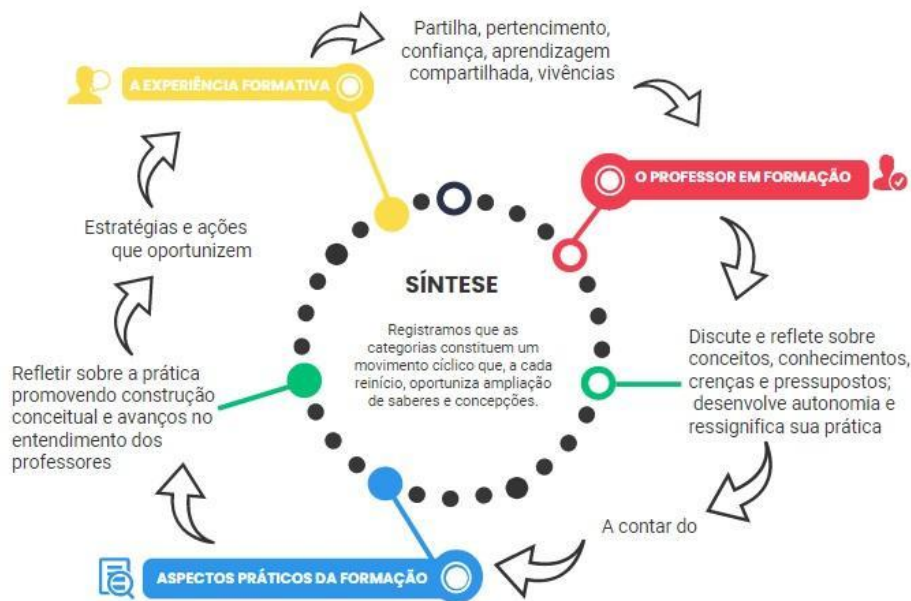 Partilha, pertencimento,
confiança, aprendizagem
compartilhada, vivências
A EXPERIÊNCIA FORMATIVA
O PROFESSOR EM FORMAÇÃO
Estratégias e ações
que oportunizem
SÍNTESE
Registramos que as
categorias constituem um
movimento cíclico que, a cada
reinício, oportuniza ampliação
de saberes e concepções.
Discute e reflete sobre
conceitos, conhecimentos,
crenças e pressupostos;
desenvolve autonomia e
ressignifica sua prática
Refletir sobre a prática
promovendo construção
conceitual e avanços no
entendimento dos
professores
A contar do
ASPECTOS PRÁTICOS DA FORMAÇÃO